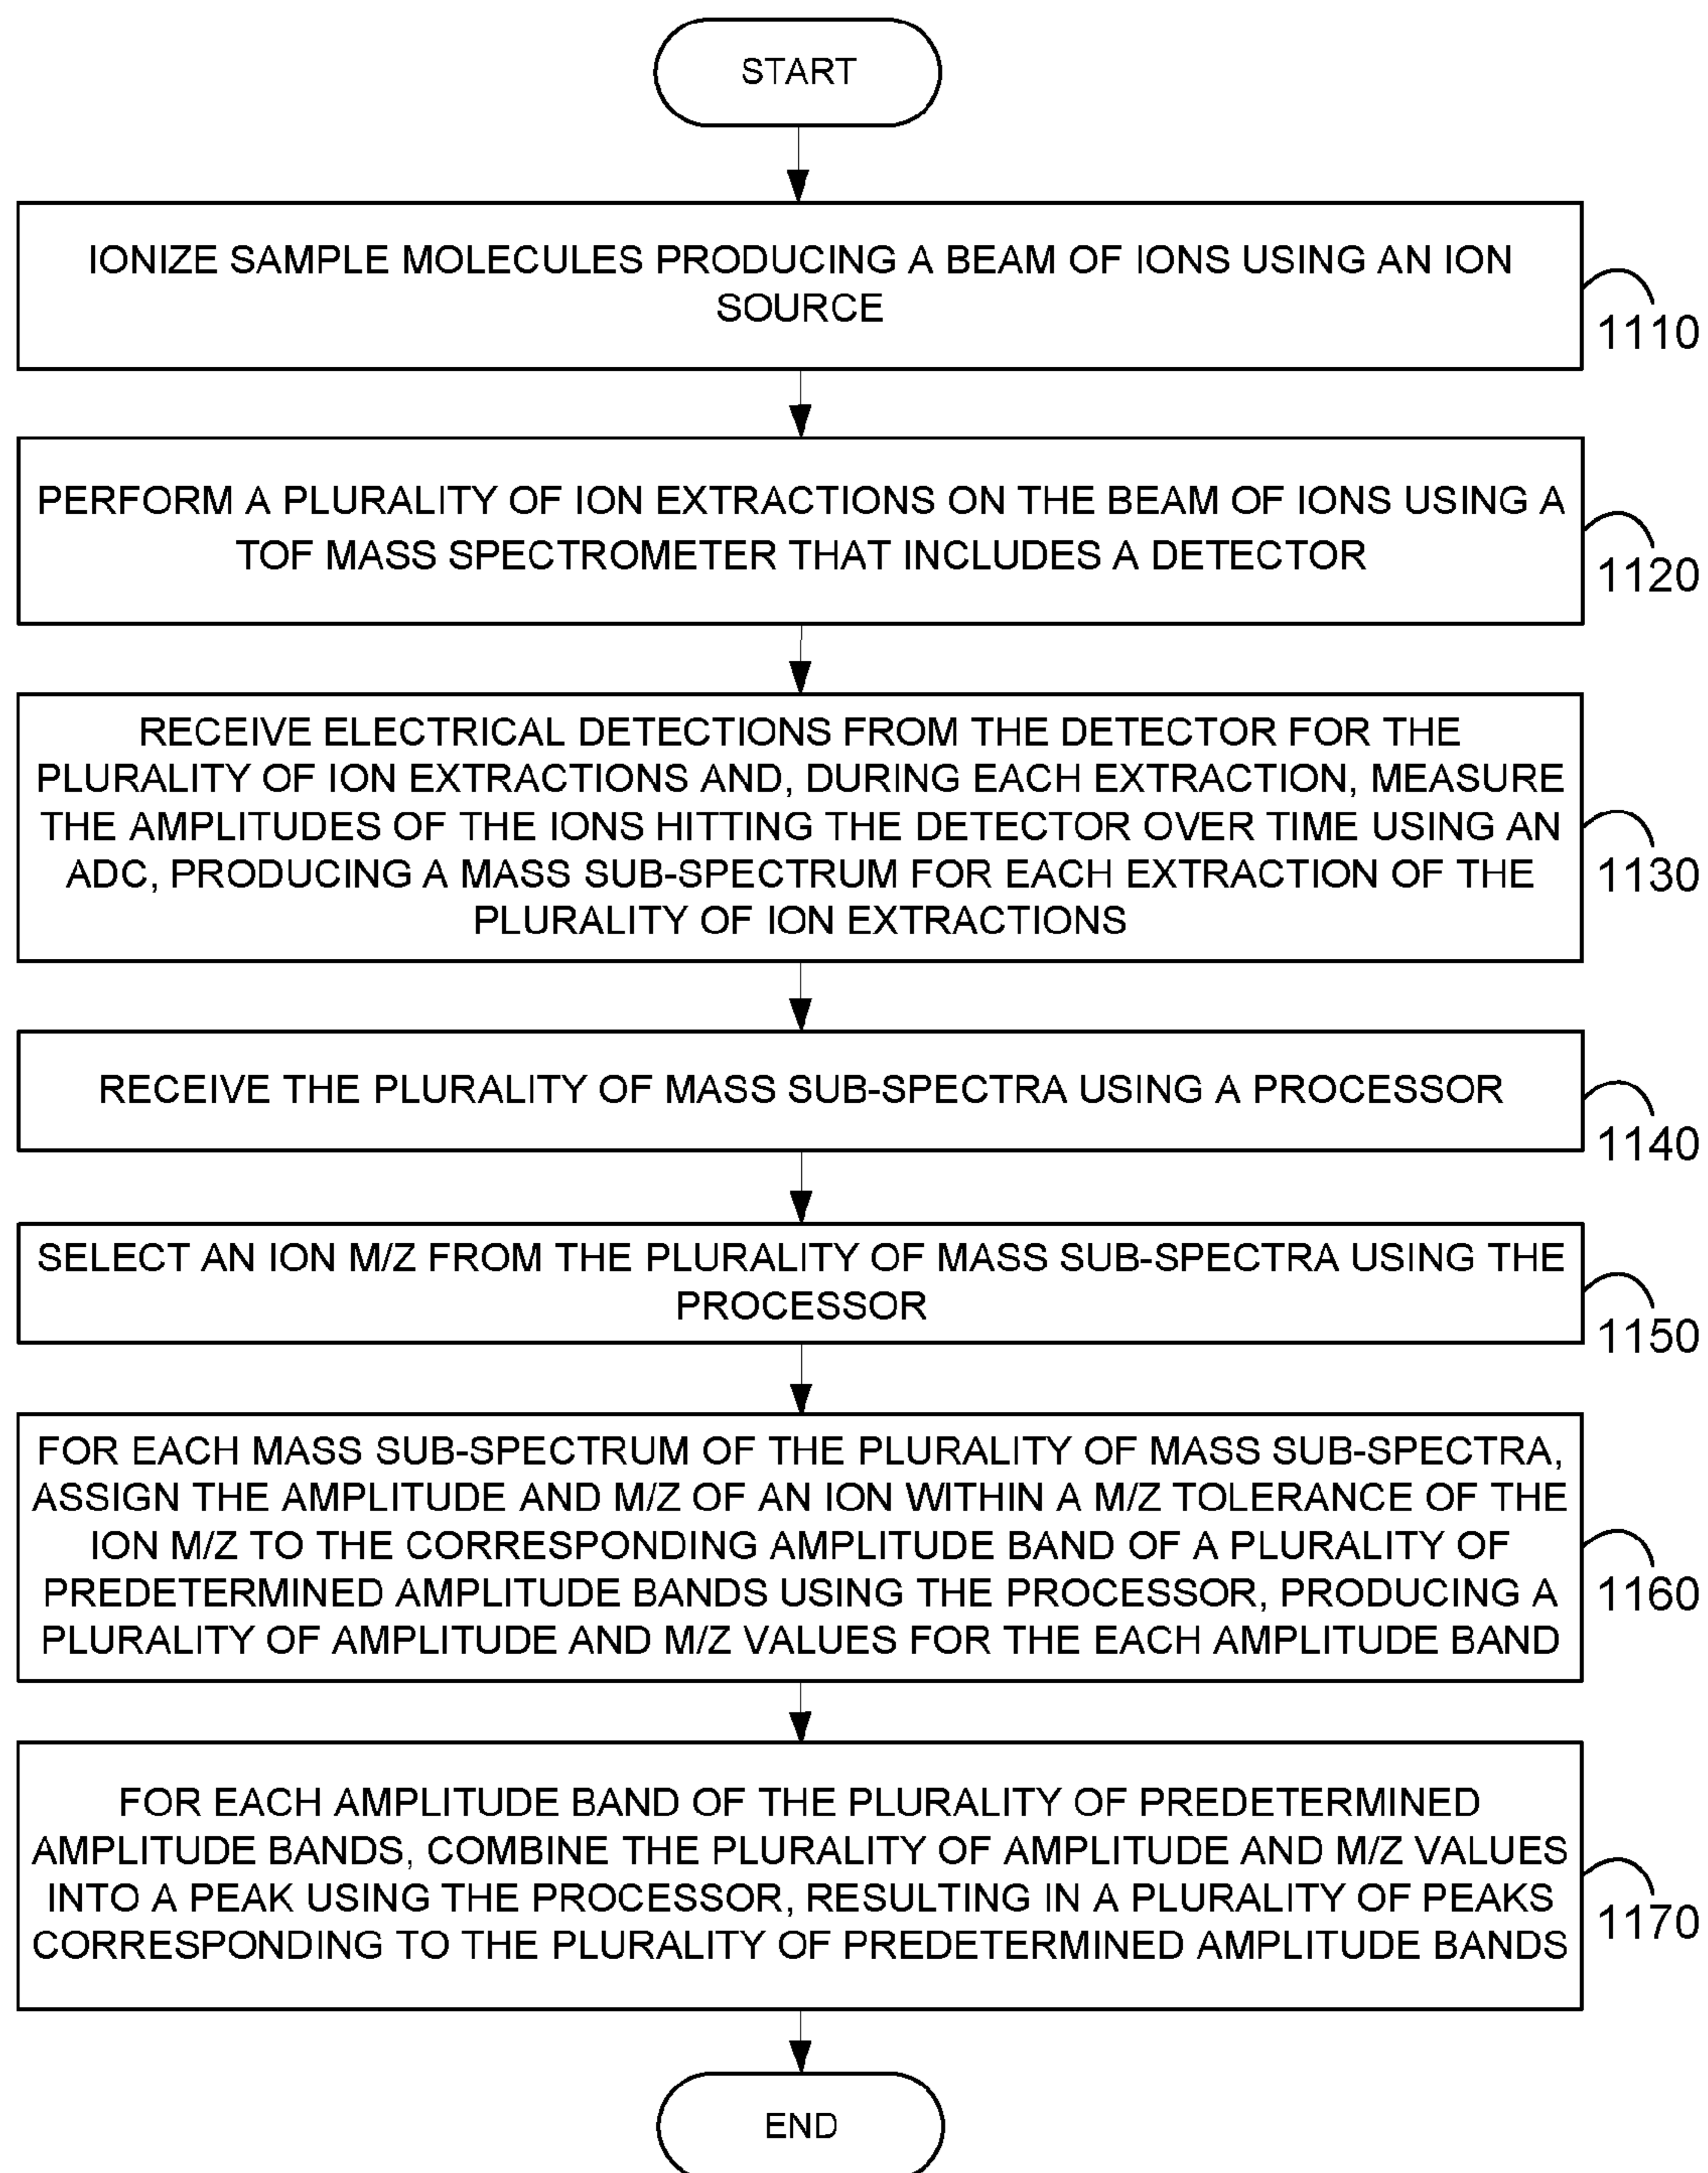 START
IONIZE SAMPLE MOLECULES PRODUCING A BEAM OF IONS USING AN ION
SOURCE
1110
PERFORM A PLURALITY OF ION EXTRACTIONS ON THE BEAM OF IONS USING A
TOF MASS SPECTROMETER THAT INCLUDES A DETECTOR
1120
RECEIVE ELECTRICAL DETECTIONS FROM THE DETECTOR FOR THE
PLURALITY OF ION EXTRACTIONS AND, DURING EACH EXTRACTION, MEASURE
THE AMPLITUDES OF THE IONS HITTING THE DETECTOR OVER TIME USING AN
ADC, PRODUCING A MASS SUB-SPECTRUM FOR EACH EXTRACTION OF THE
PLURALITY OF ION EXTRACTIONS
1130
RECEIVE THE PLURALITY OF MASS SUB-SPECTRA USING A PROCESSOR
1140
SELECT AN ION M/Z FROM THE PLURALITY OF MASS SUB-SPECTRA USING THE
PROCESSOR
1150
FOR EACH MASS SUB-SPECTRUM OF THE PLURALITY OF MASS SUB-SPECTRA,
ASSIGN THE AMPLITUDE AND M/Z OF AN ION WITHIN A M/Z TOLERANCE OF THE
ION M/Z TO THE CORRESPONDING AMPLITUDE BAND OF A PLURALITY OF
PREDETERMINED AMPLITUDE BANDS USING THE PROCESSOR, PRODUCING A
PLURALITY OF AMPLITUDE AND M/Z VALUES FOR THE EACH AMPLITUDE BAND
1160
FOR EACH AMPLITUDE BAND OF THE PLURALITY OF PREDETERMINED
AMPLITUDE BANDS, COMBINE THE PLURALITY OF AMPLITUDE AND M/Z VALUES
INTO A PEAK USING THE PROCESSOR, RESULTING IN A PLURALITY OF PEAKS
CORRESPONDING TO THE PLURALITY OF PREDETERMINED AMPLITUDE BANDS
1170
END